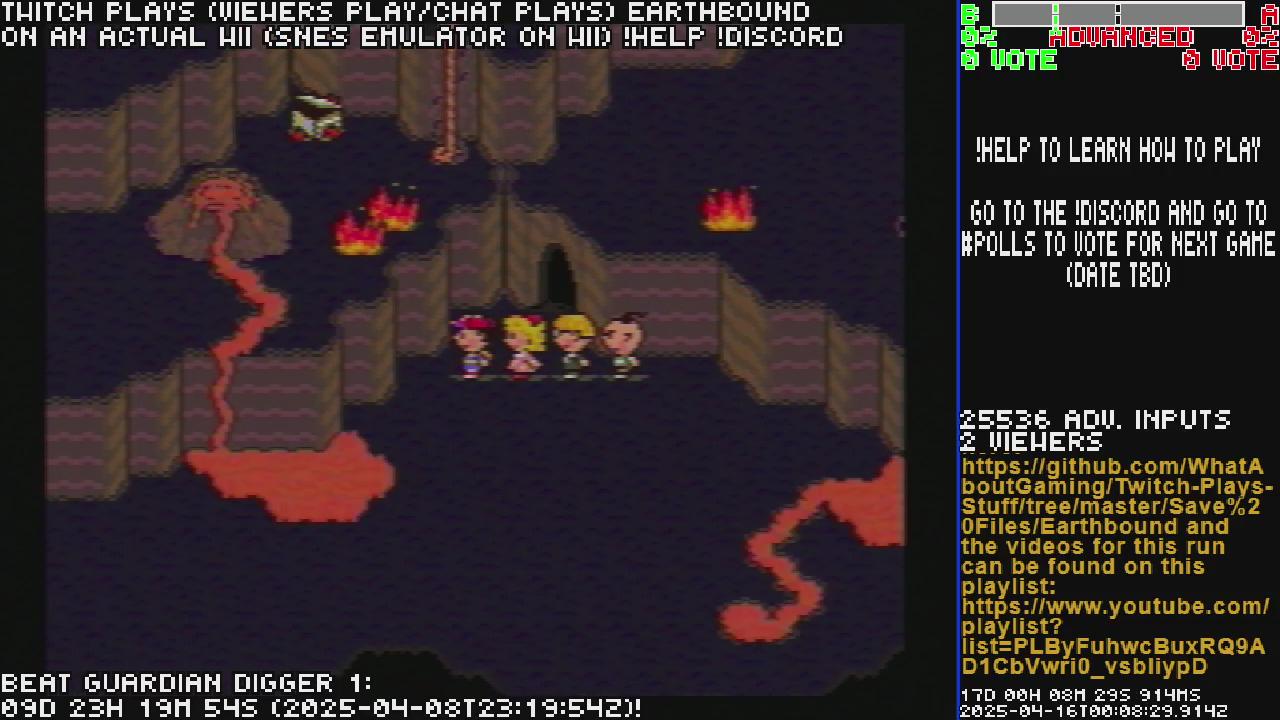 TWITCH PLAYS (VIEWERS PLAY/CHAT PLAYS) EARTHBOUND
ON AN ACTUAL WII (SNES EMULATOR ON WII) !HELP !DISCORD
B A
0% ADVANCED 0%
0 VOTE 0 VOTE
!HELP TO LEARN HOW TO PLAY
GO TO THE !DISCORD AND GO TO
#POLLS TO VOTE FOR NEXT GAME
(DATE TBD)
25536 ADV. INPUTS
2 VIEWERS
https://github.com/WhatA
boutGaming/Twitch-Plays-
Stuff/tree/master/Save%2
0Files/Earthbound and
the videos for this run
can be found on this
playlist:
https://www.youtube.com/
playlist?
list=PLByFuhwcBuxRQ9A
D1CbVwri0_vsbliypD
BEAT GUARDIAN DIGGER 1:
09D 23H 19M 54S (2025-04-08T23:19:54Z)!
17D 00H 08M 29S 914MS
2025-04-16T00:08:29.914Z